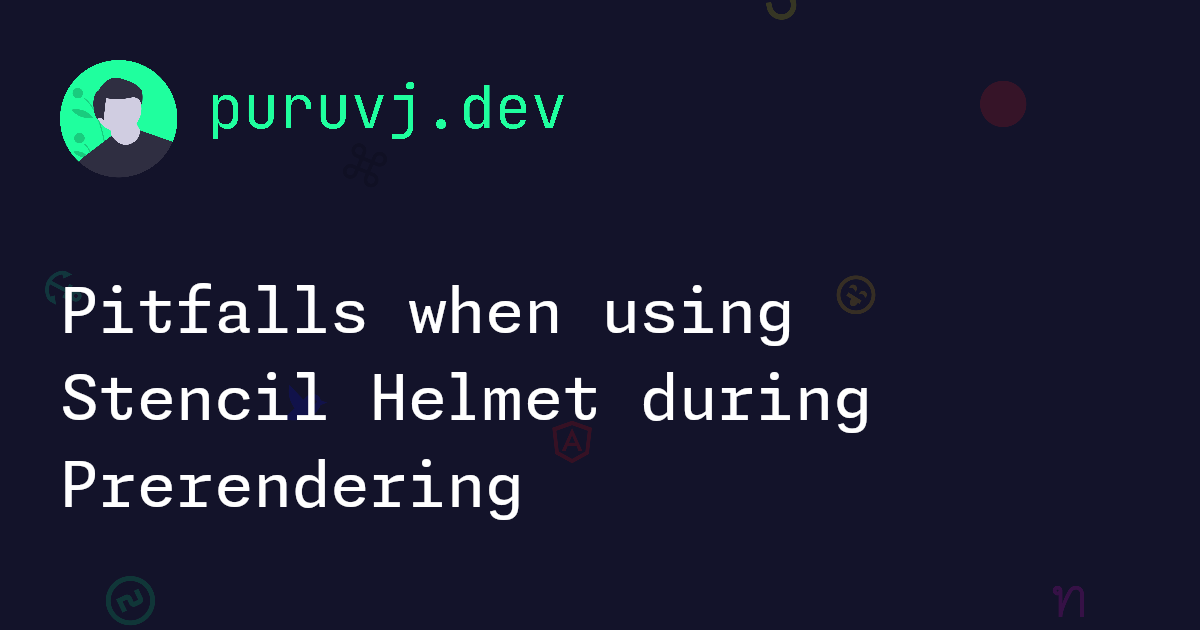 puruvj.dev
Pitfalls when using
Stencil Helmet during
Prerendering